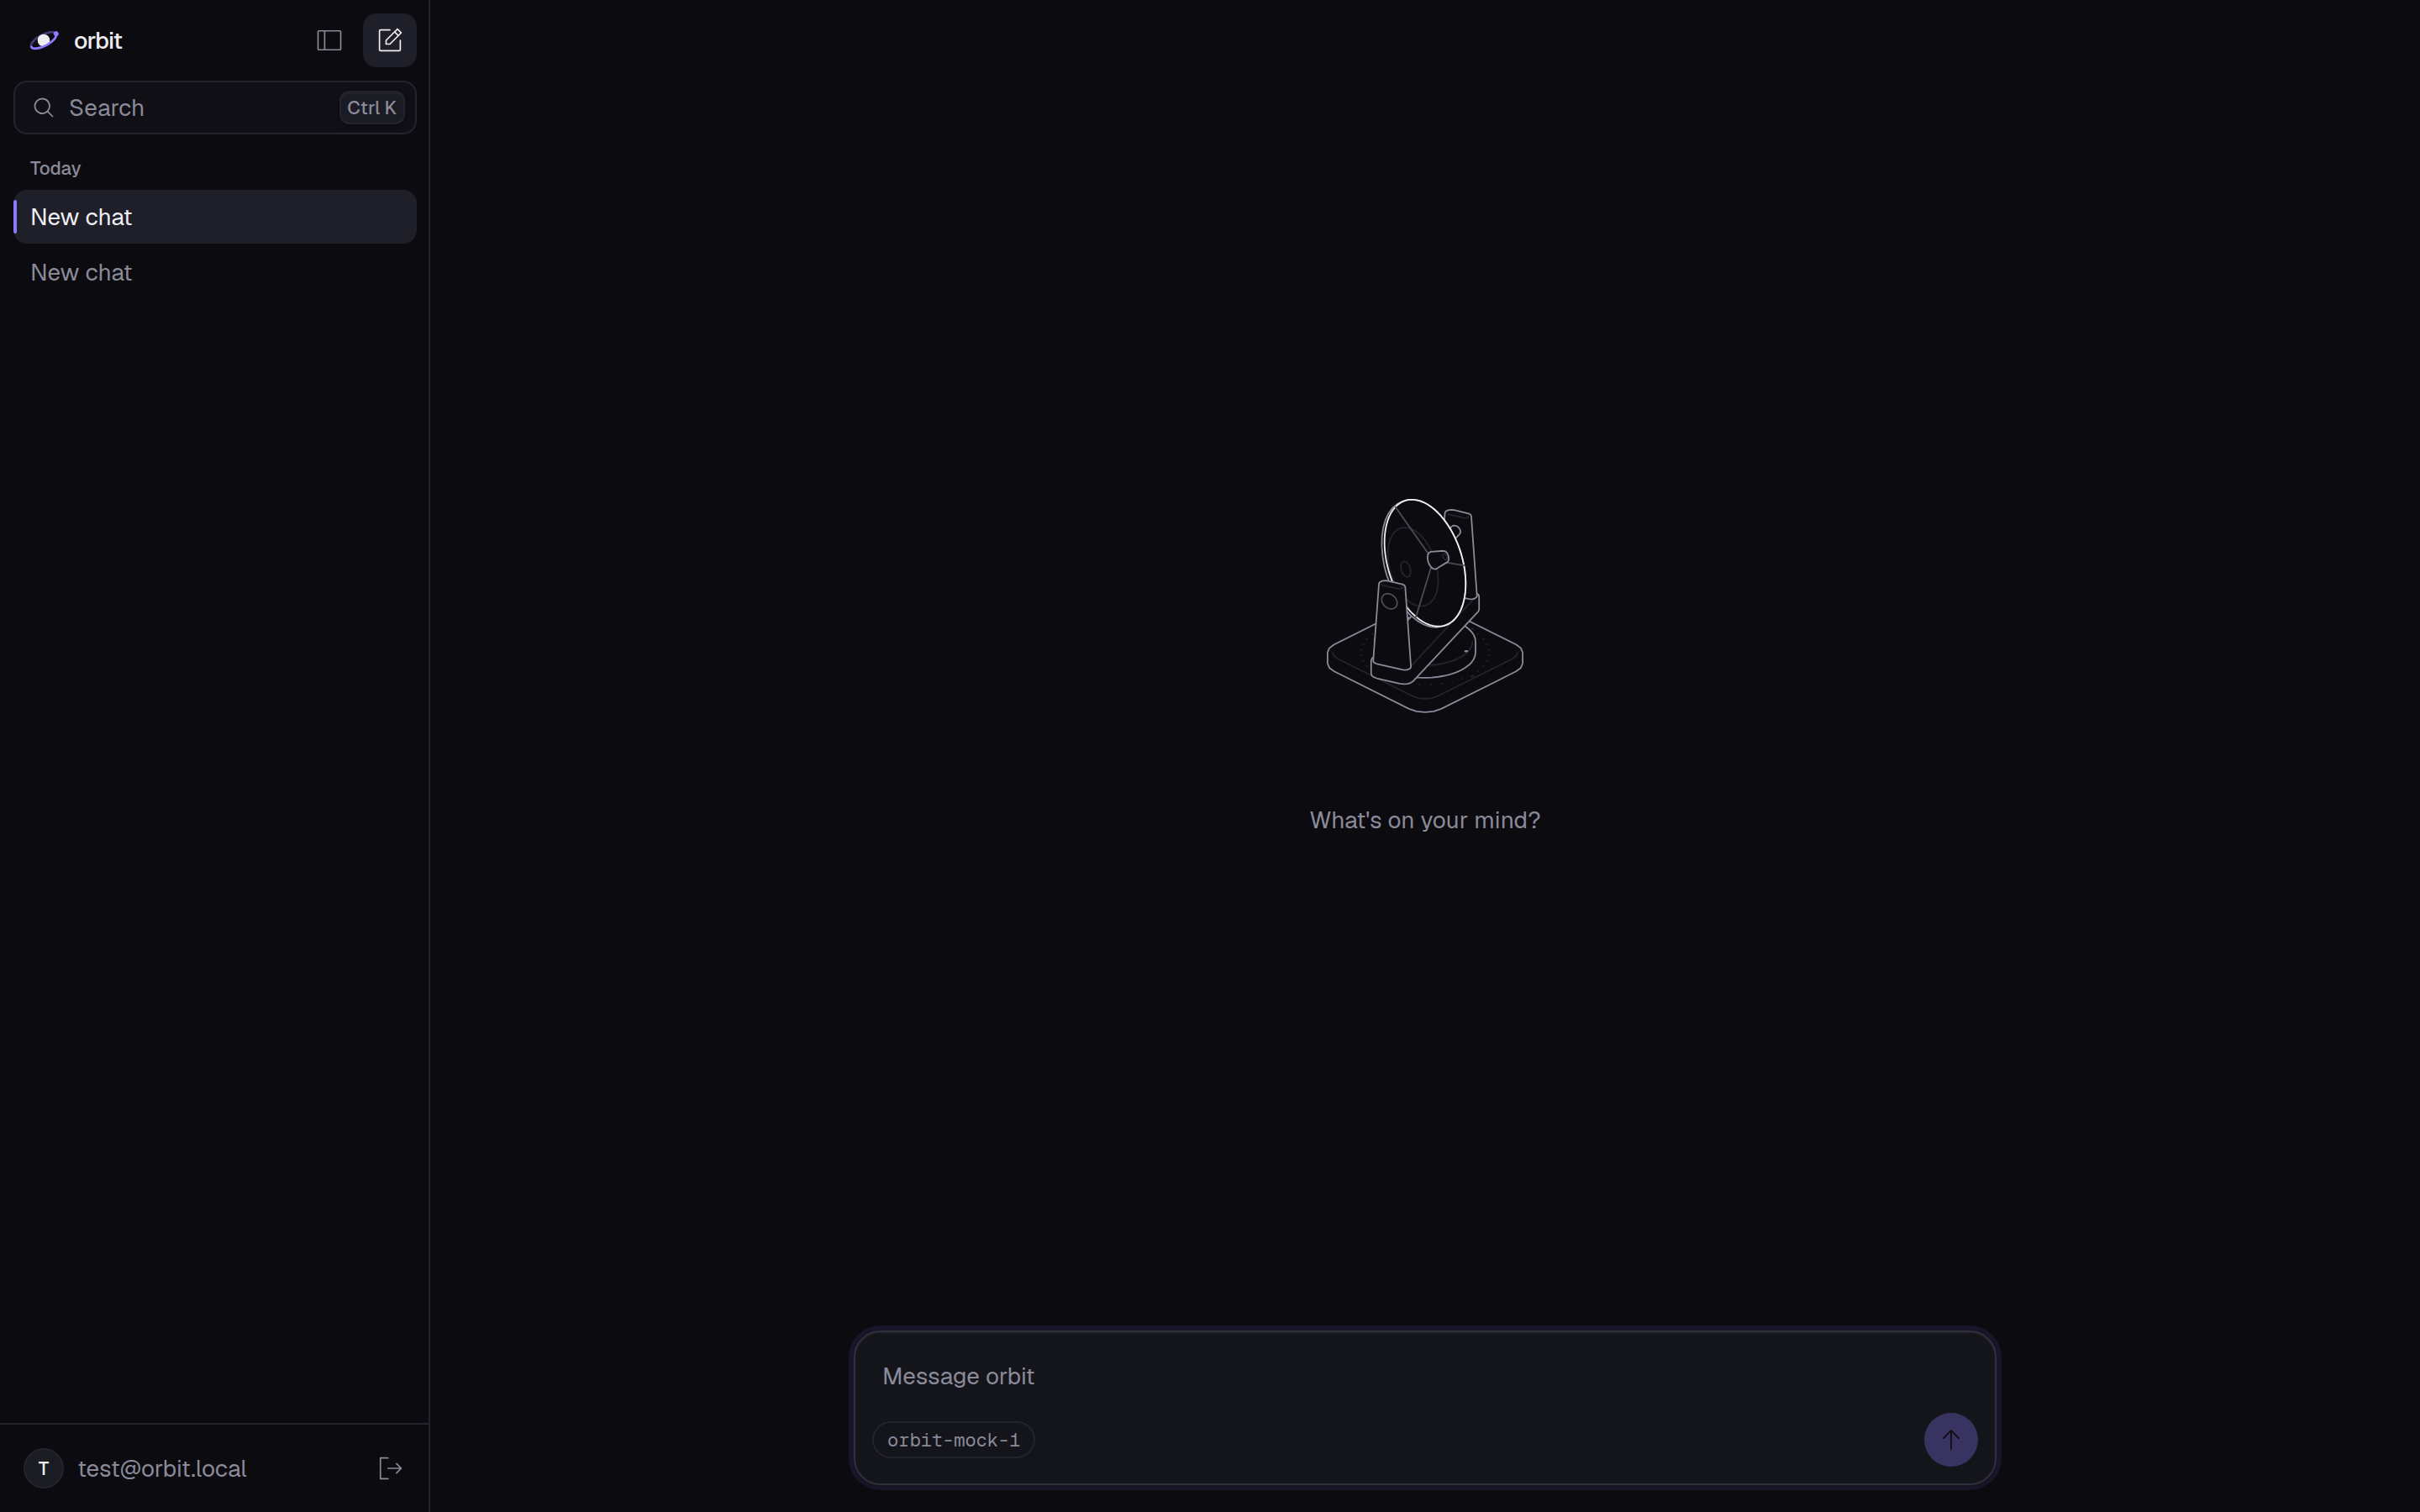 orbit
Search
Ctrl K
Today
New chat
New chat
What's on your mind?
Message orbit
orbit-mock-1
T
test@orbit.local